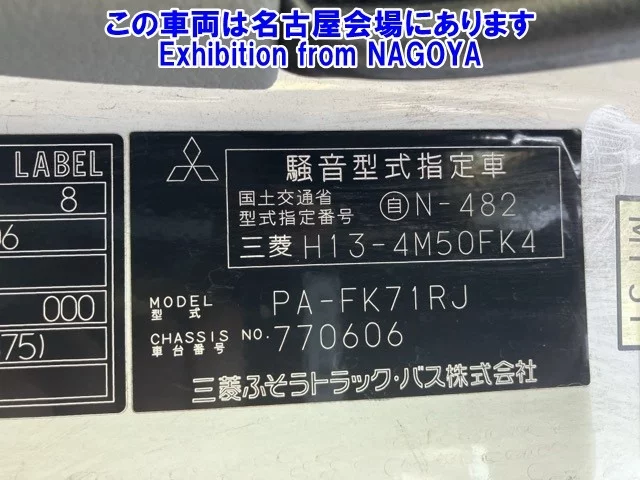 この車両は名古屋会場にあります
Exhibition from NAGOYA
LABEL
8
06
000
75)
騒音型式指定車
国土交通省
型式指定番号 自N-482
三菱 H13-4M50FK4
MODEL 型式 PA-FK71RJ
CHASSIS NO. 車台番号 770606
三菱ふそうトラック・バス株式会社